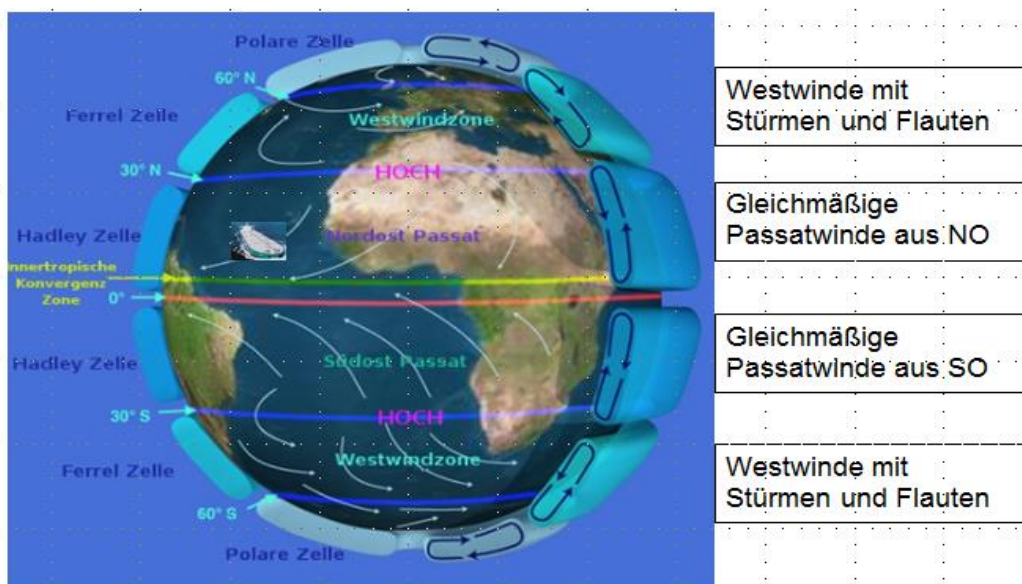 Polare Zelle
60° N
Ferrel Zelle
Westwindzone
Westwinde mit
Stürmen und Flauten
30° N
HOCH
Gleichmäßige
Passatwinde aus NO
Hadley Zelle
Nordost Passat
Innertropische
Konvergenz
Zone
0°
Gleichmäßige
Passatwinde aus SO
Hadley Zelle
Südost Passat
30° S
HOCH
Ferrel Zelle
Westwindzone
Westwinde mit
Stürmen und Flauten
60° S
Polare Zelle